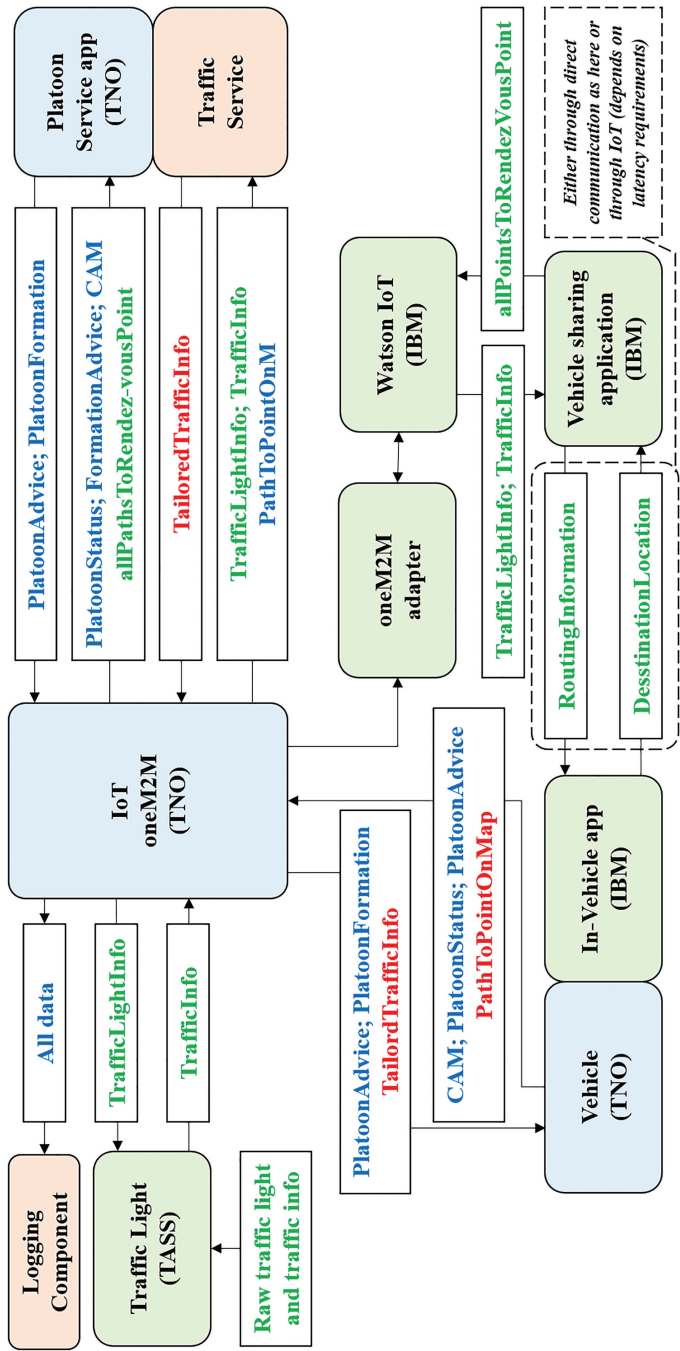 Logging
Component
All data
IoT
oneM2M
(TNO)
PlatoonAdvice; PlatoonFormation
Platoon
Service app
(TNO)
Traffic Light
(TASS)
TrafficLightInfo
TrafficInfo
PlatoonStatus; FormationAdvice; CAM
allPathsToRendez-vousPoint
TailoredTrafficInfo
Traffic
Service
TrafficLightInfo; TrafficInfo
PathToPointOnM
Raw traffic light
and traffic info
PlatoonAdvice; PlatoonFormation
TailordTrafficInfo
CAM; PlatoonStatus; PlatoonAdvice
PathToPointOnMap
oneM2M
adapter
Watson IoT
(IBM)
TrafficLightInfo; TrafficInfo
allPointsToRendezVousPoint
Vehicle
(TNO)
In-Vehicle app
(IBM)
RoutingInformation
DesstinationLocation
Vehicle sharing
application
(IBM)
Either through direct
communication as here or
through IoT (depends on
latency requirements)